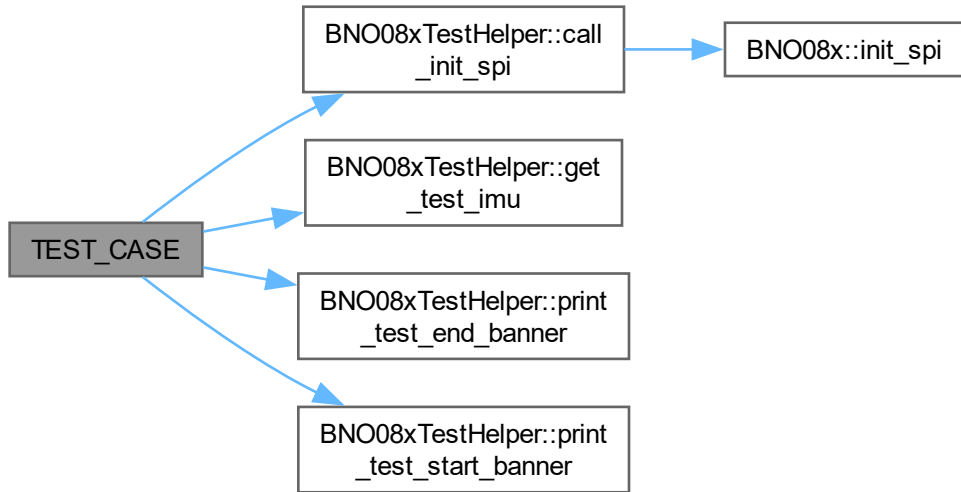 BNO08xTestHelper::call
_init_spi
BNO08x::init_spi
BNO08xTestHelper::get
_test_imu
TEST_CASE
BNO08xTestHelper::print
_test_end_banner
BNO08xTestHelper::print
_test_start_banner